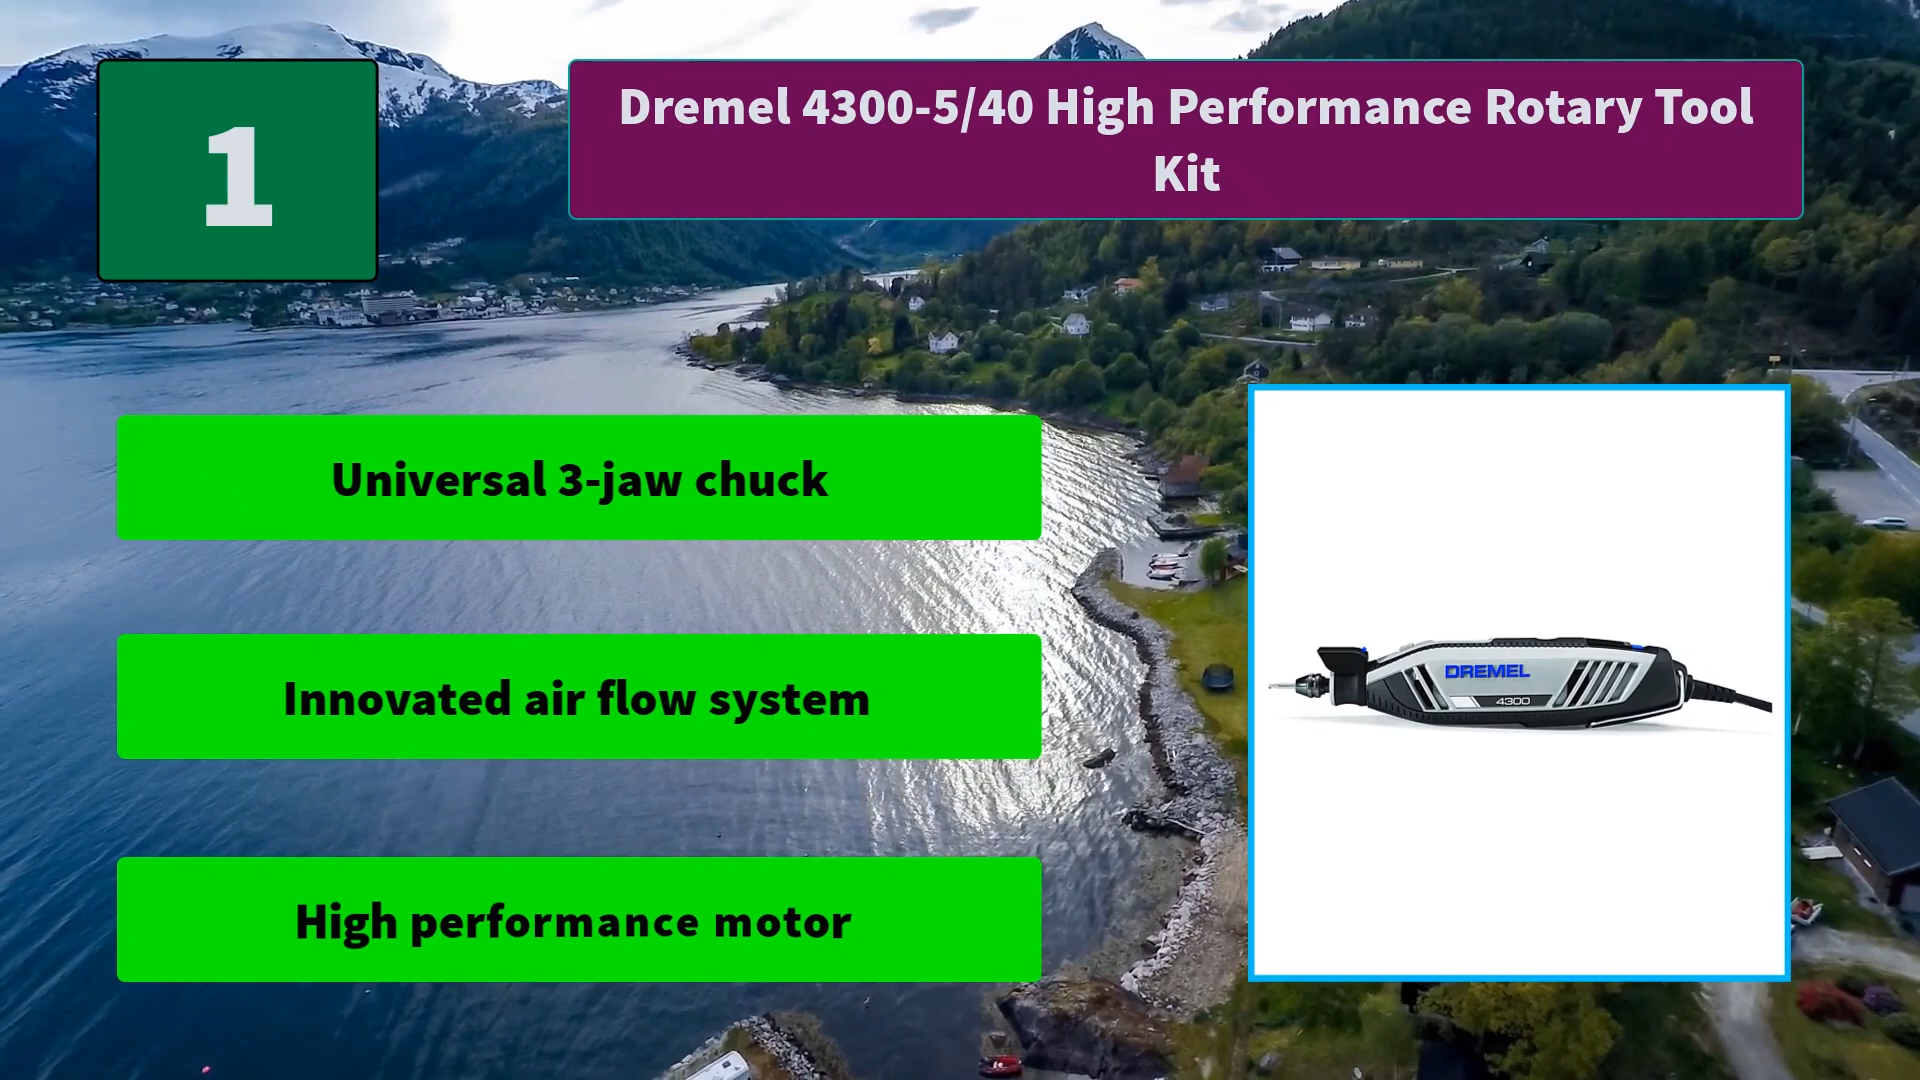 1
Dremel 4300-5/40 High Performance Rotary Tool
Kit
Universal 3-jaw chuck
Innovated air flow system
High performance motor
DREMEL
4300